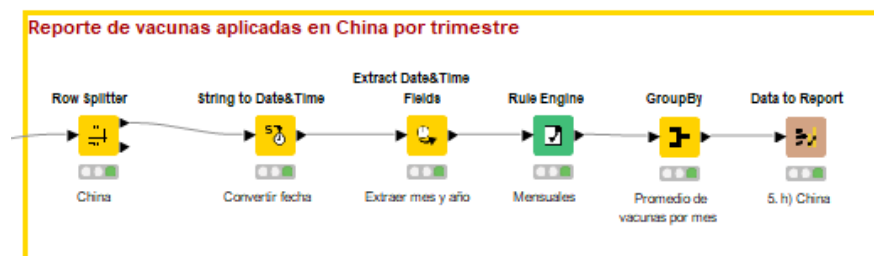 Reporte de vacunas aplicadas en China por trimestre
Extract Date&Time
Row Splitter String to Date&Time Fields Rule Engine GroupBy Data to Report
China Convertir fecha Extraer mes y año Mensuales Promedio de 5. h) China
vacunas por mes